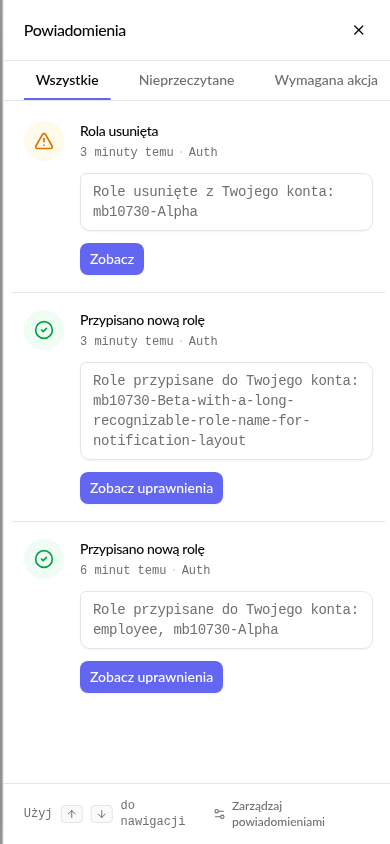 Powiadomienia
Wszystkie
Nieprzeczytane
Wymagana akcja
Rola usunięta
3 minuty temu · Auth
Role usunięte z Twojego konta:
mb10730-Alpha
Zobacz
Przypisano nową rolę
3 minuty temu · Auth
Role przypisane do Twojego konta:
mb10730-Beta-with-a-long-
recognizable-role-name-for-
notification-layout
Zobacz uprawnienia
Przypisano nową rolę
6 minut temu · Auth
Role przypisane do Twojego konta:
employee, mb10730-Alpha
Zobacz uprawnienia
Użyj ↑ ↓ do
nawigacji
Zarządzaj
powiadomieniami